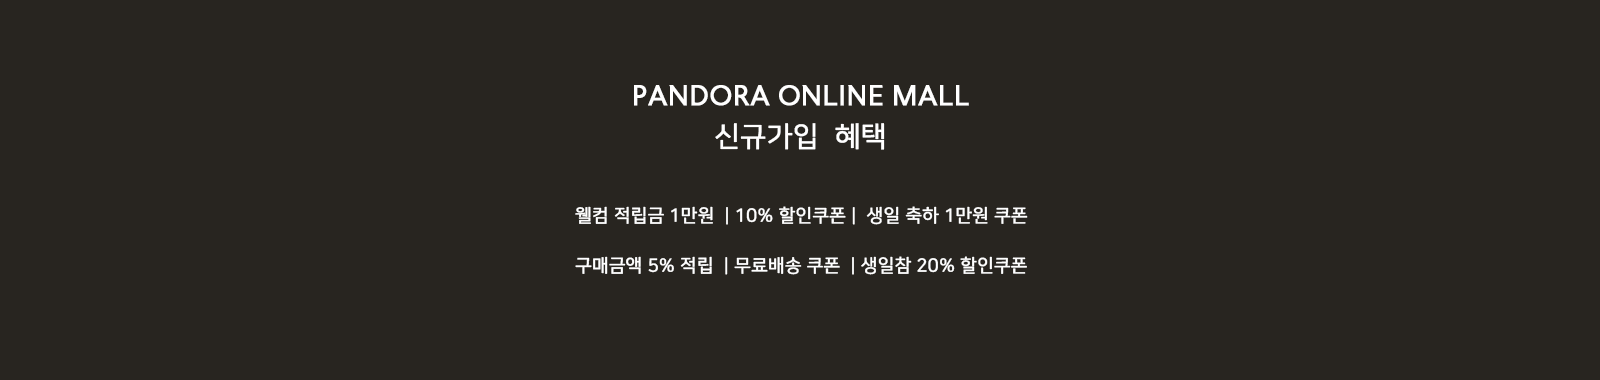 PANDORA ONLINE MALL
신규가입 혜택
웰컴 적립금 1만원 | 10% 할인쿠폰 | 생일 축하 1만원 쿠폰
구매금액 5% 적립 | 무료배송 쿠폰 | 생일참 20% 할인쿠폰